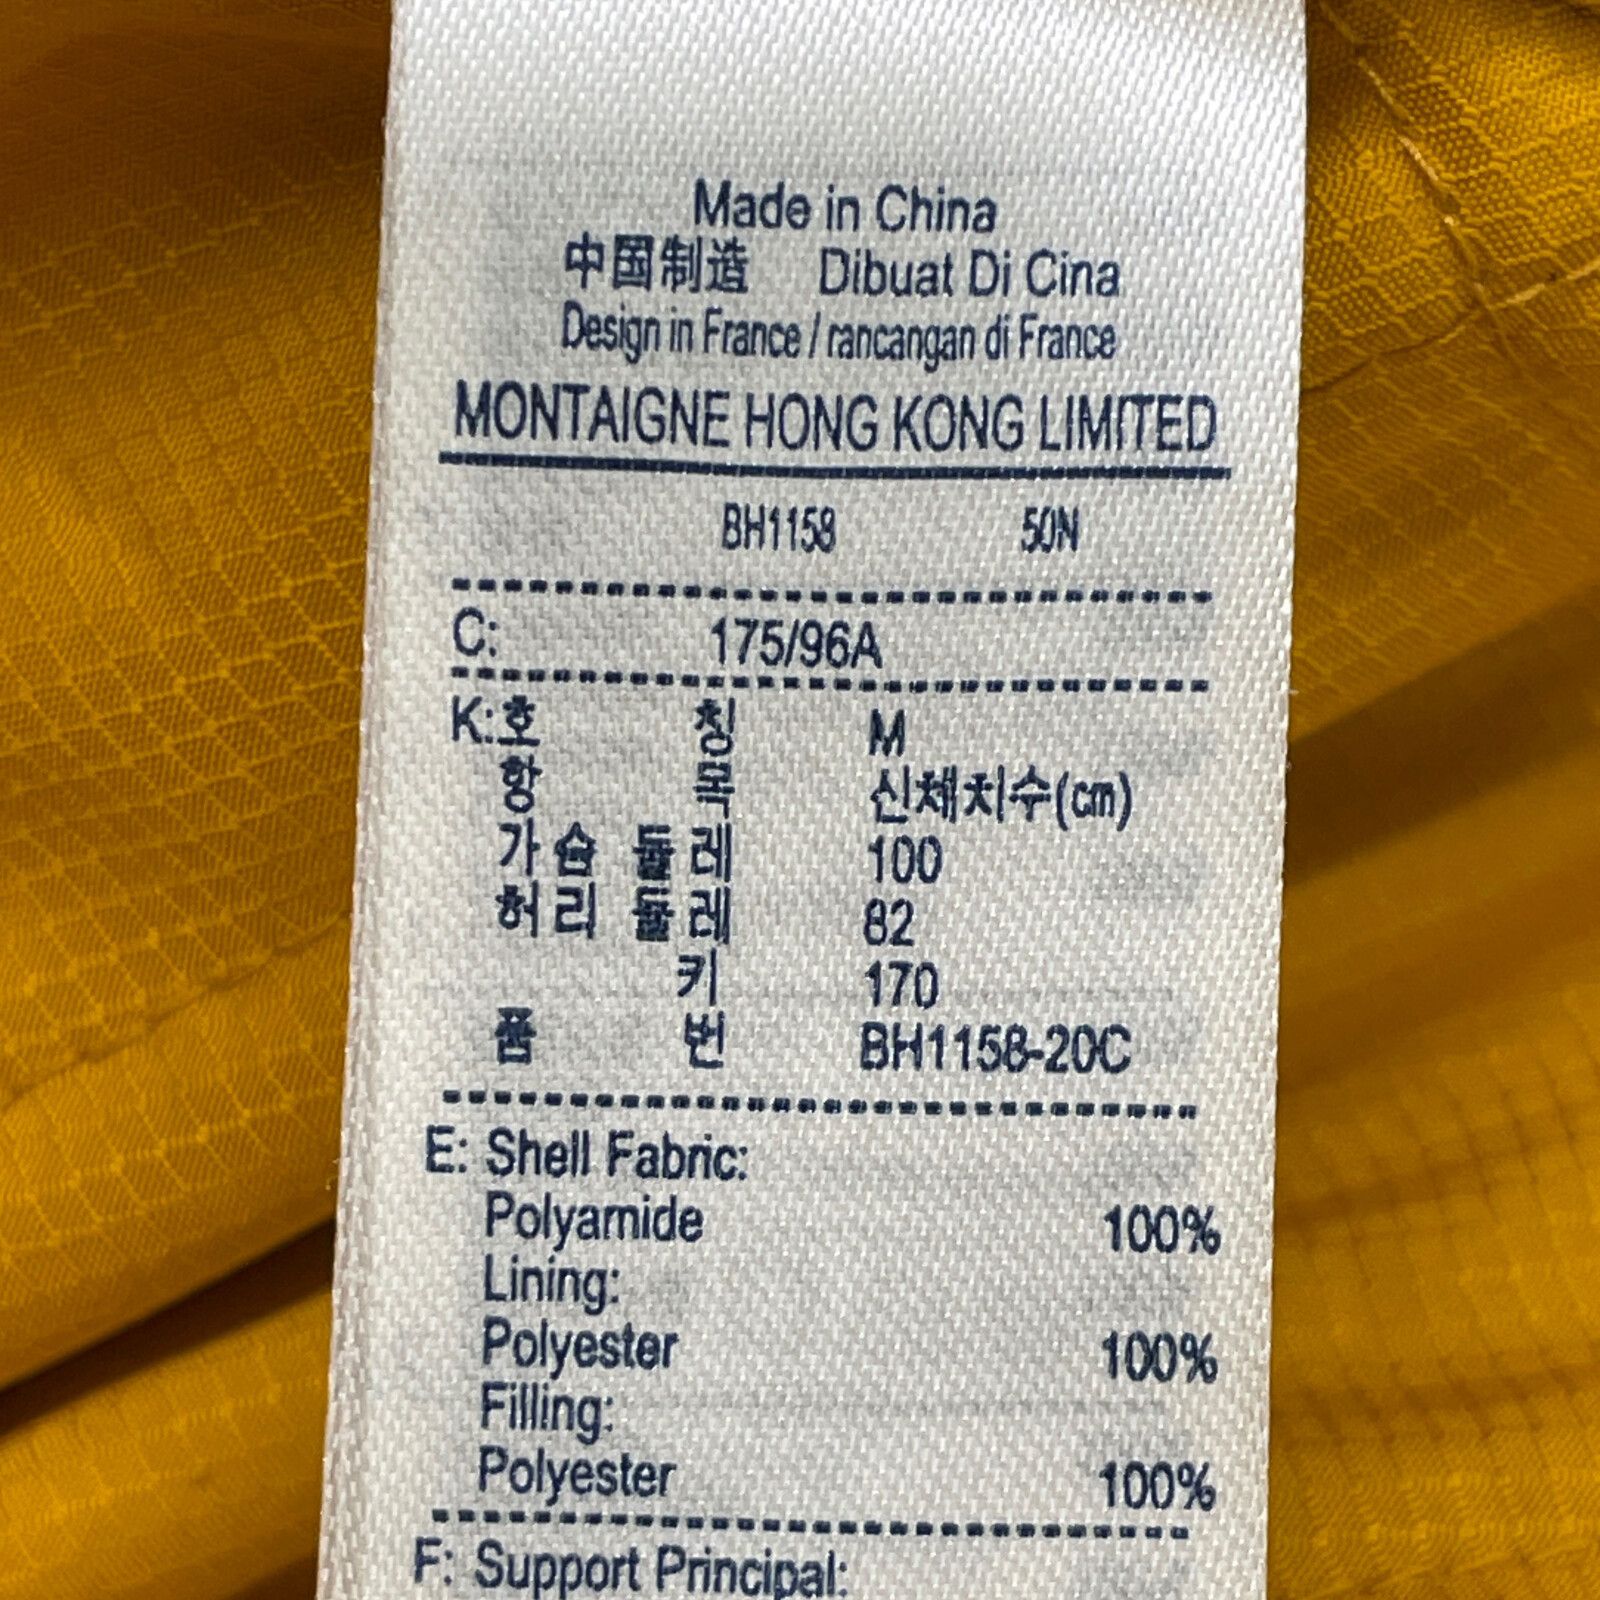 Made in China
中国制造 Dibuat Di Cina
Design in France / rancangan di France
MONTAIGNE HONG KONG LIMITED
BH1158 50N
C: 175/96A
K: 호 칭 M
항 목 신체치수(cm)
가슴 둘레 100
허리 둘레 82
키 170
품 번 BH1158-20C
E: Shell Fabric:
Polyamide 100%
Lining:
Polyester 100%
Filling:
Polyester 100%
F: Support Principal: